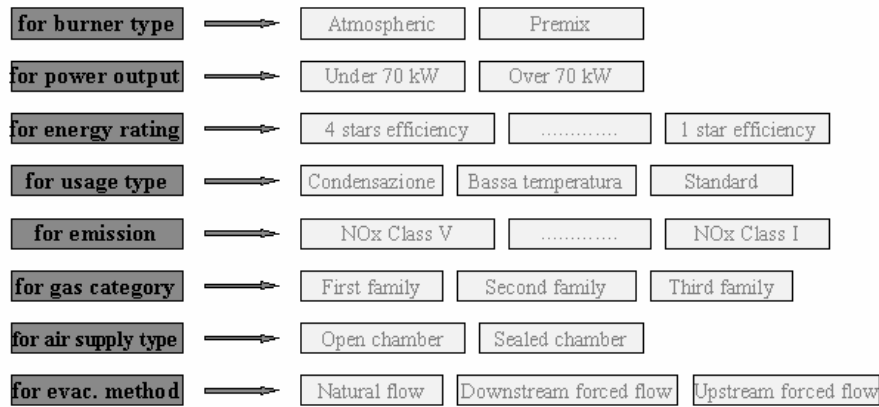 for burner type Atmospheric Premix
for power output Under 70 kW Over 70 kW
for energy rating 4 stars efficiency ............. 1 star efficiency
for usage type Condensazione Bassa temperatura Standard
for emission NOx Class V ............. NOx Class I
for gas category First family Second family Third family
for air supply type Open chamber Sealed chamber
for evac. method Natural flow Downstream forced flow Upstream forced flow